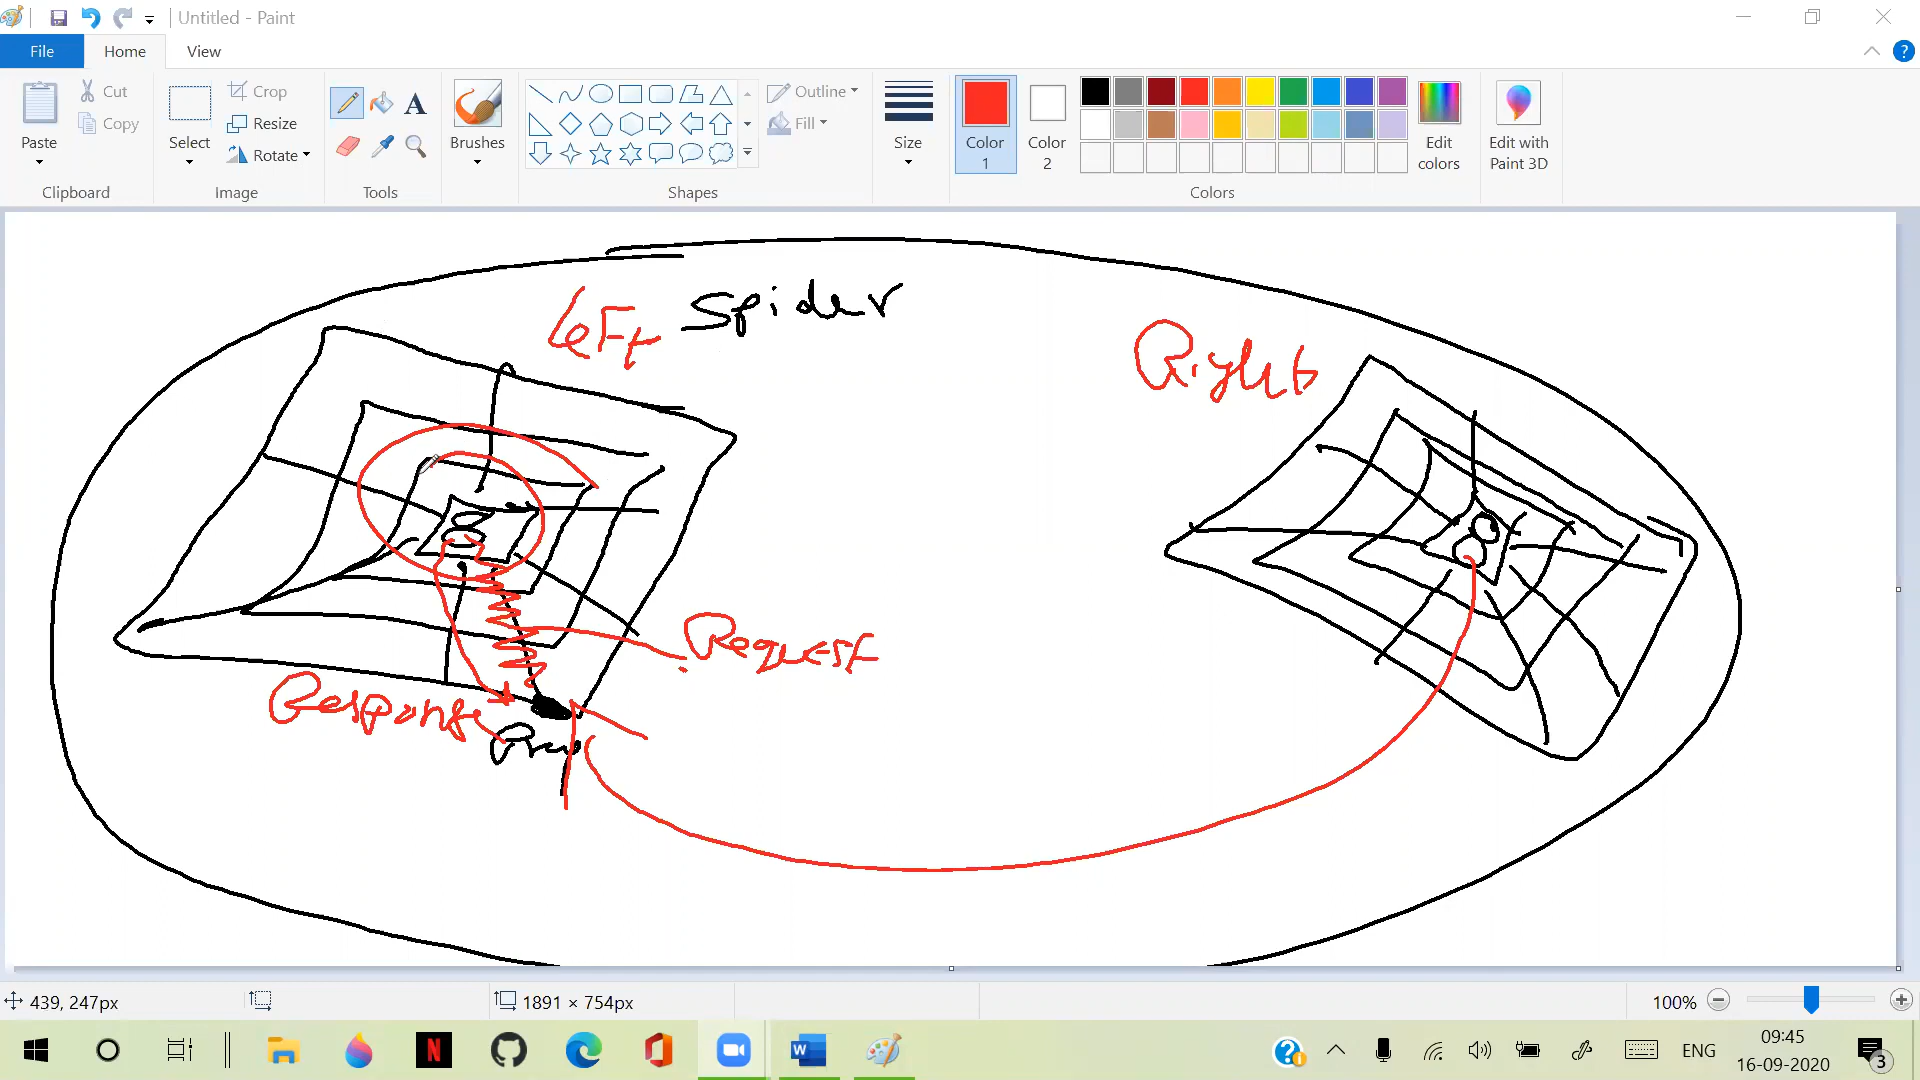 Untitled - Paint
File Home View
Paste
Cut
Copy
Clipboard
Select
Crop
Resize
Rotate
Image
Tools
Brushes
Shapes
Outline
Fill
Size
Color 1
Color 2
Colors
Edit colors
Edit with Paint 3D
Left Spider
Right
Request
Response
Prey
439, 247px
1891 × 754px
100%
N
W
ENG
09:45
16-09-2020
3